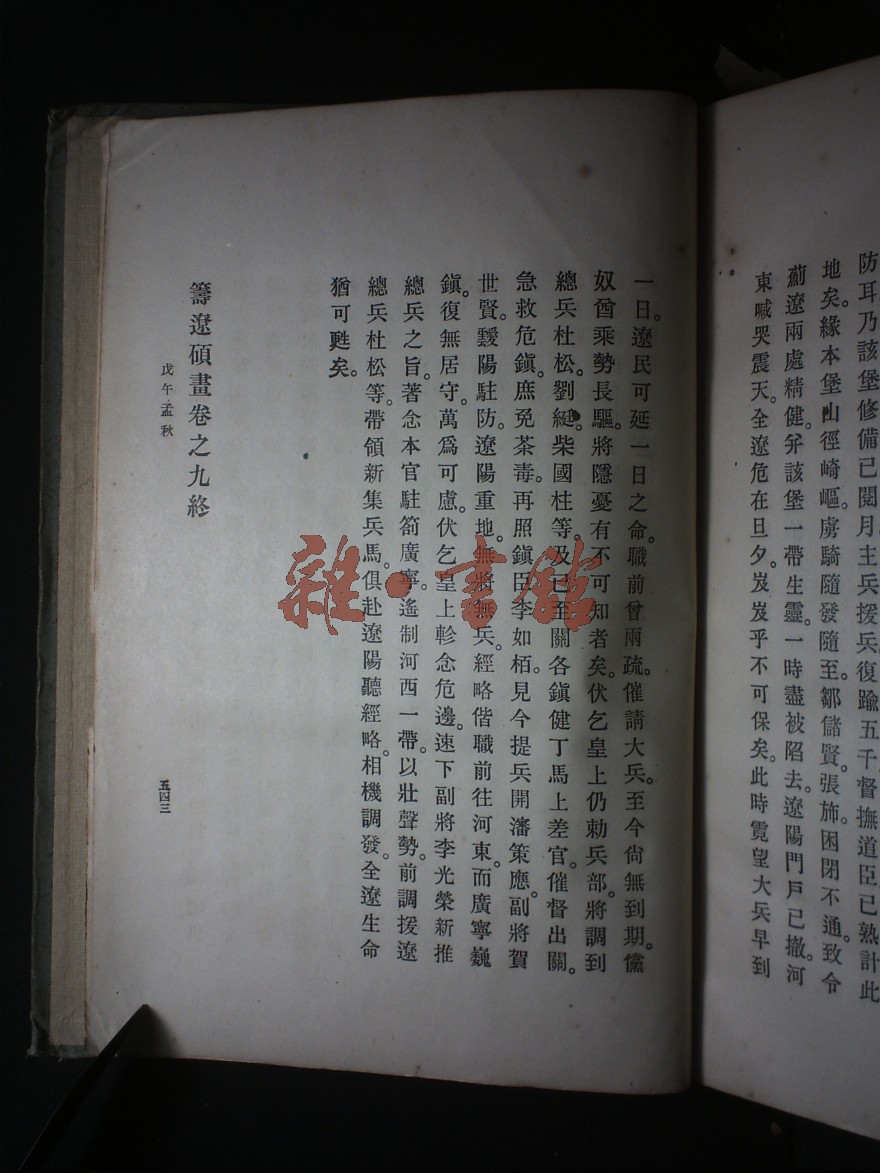 防耳乃該堡修備已閱月主兵援兵復踰五千督撫道臣已熟計此
地矣。緣本堡山徑崎嶇。虜騎隨發隨至。鄒儲賢。張斾。困閉不通。致令
薊遼兩處精健。幷該堡一帶生靈。一時盡被陷去。遼陽門戶已撤。河
東喊哭震天。全遼危在旦夕。岌岌乎不可保矣。此時霓望大兵早到
一日。遼民可延一日之命。職前曾兩疏。催請大兵。至今尙無到期。儻
奴酋乘勢長驅。將隱憂有不可知者矣。伏乞皇上仍勅兵部。將調到
總兵杜松。劉綎。柴國柱等。及已至關各鎭健丁馬上差官。催督出關。
急救危鎭。庶免荼毒。再照鎭臣李如栢。見今提兵開瀋策應。副將賀
世賢。靉陽駐防。遼陽重地。無將無兵。經略偕職前往河東。而廣寧巍
鎭。復無居守。萬爲可慮。伏乞皇上軫念危邊。速下副將李光榮新推
總兵之旨。著念本官駐箚廣寧。遙制河西一帶。以壯聲勢。前調援遼
總兵杜松等。帶領新集兵馬。俱赴遼陽聽經略。相機調發。全遼生命
猶可甦矣。
籌遼碩畫卷之九終
戊午孟秋
五四三
雜·書館